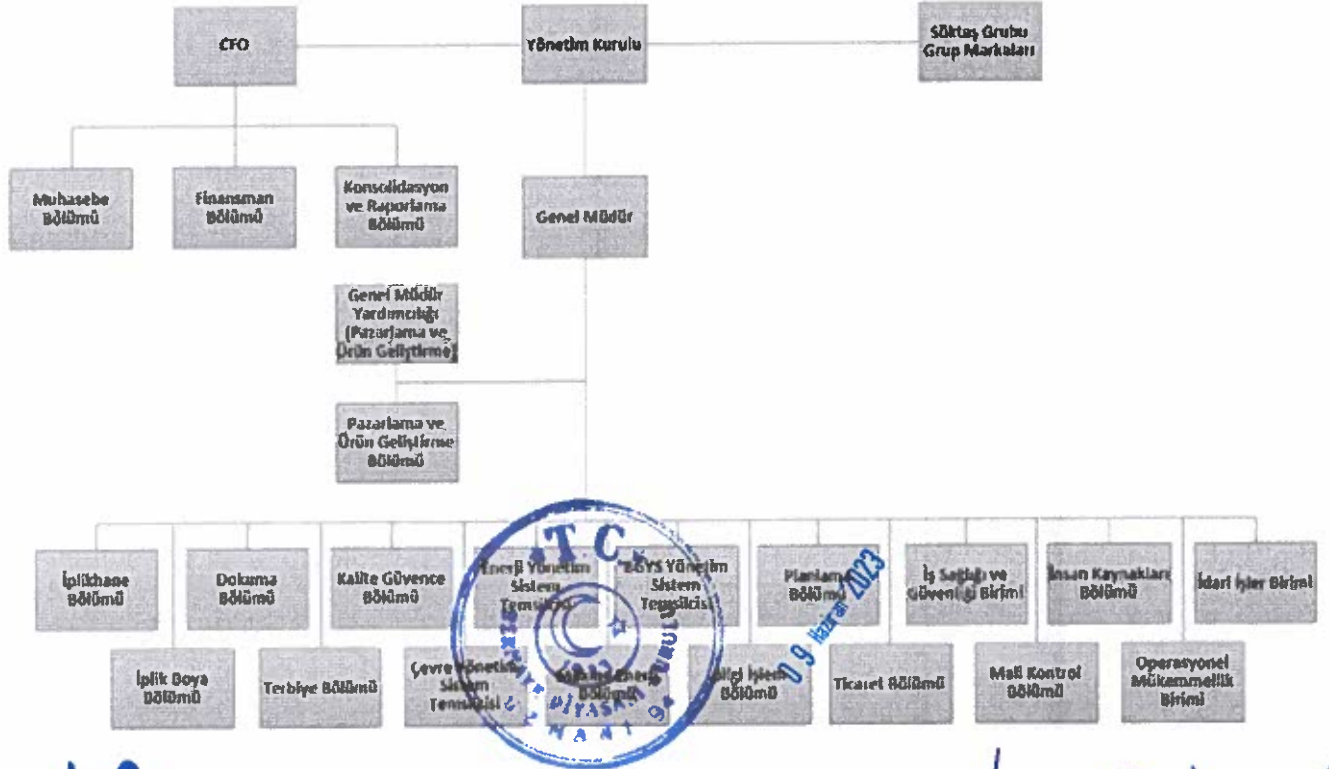 CFO
Yönetim Kurulu
Söktaş Grubu
Grup Markaları
Muhasebe
Bölümü
Finansman
Bölümü
Konsolidasyon
ve Raporlama
Bölümü
Genel Müdür
Genel Müdür
Yardımcılığı
(Pazarlama ve
Ürün Geliştirme)
Pazarlama ve
Ürün Geliştirme
Bölümü
İplikhane
Bölümü
Dokuma
Bölümü
Kalite Güvence
Bölümü
Enerji Yönetim
Sistem
Temsilcisi
Yönetim
Sistem
Temsilcisi
Planlama
Bölümü
İş Sağlığı ve
Güvenliği Birimi
İnsan Kaynakları
Bölümü
İdari İşler Birimi
İplik Boya
Bölümü
Terbiye Bölümü
Çevre Yönetim
Sistem
Temsilcisi
Bölümü
Bilgi İşlem
Bölümü
Ticaret Bölümü
Mali Kontrol
Bölümü
Operasyonel
Mükemmellik
Birimi
T.C.
09 Haziran 2023